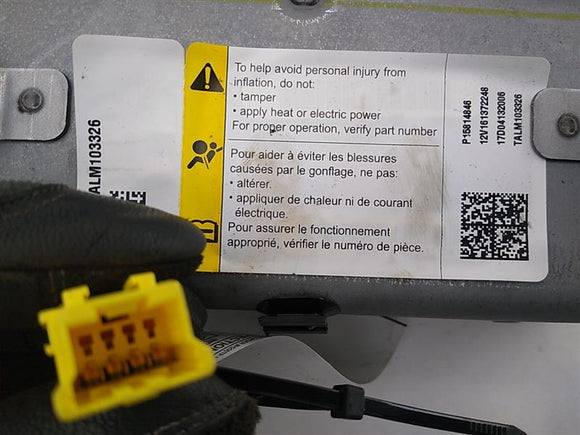 TALM103326
To help avoid personal injury from
inflation, do not:
• tamper
• apply heat or electric power
For proper operation, verify part number
Pour aider à éviter les blessures
causées par le gonflage, ne pas:
• altérer.
• appliquer de chaleur ni de courant
électrique.
Pour assurer le fonctionnement
approprié, vérifier le numéro de pièce.
P15814846
12V161372248
17D04132006
TALM103326